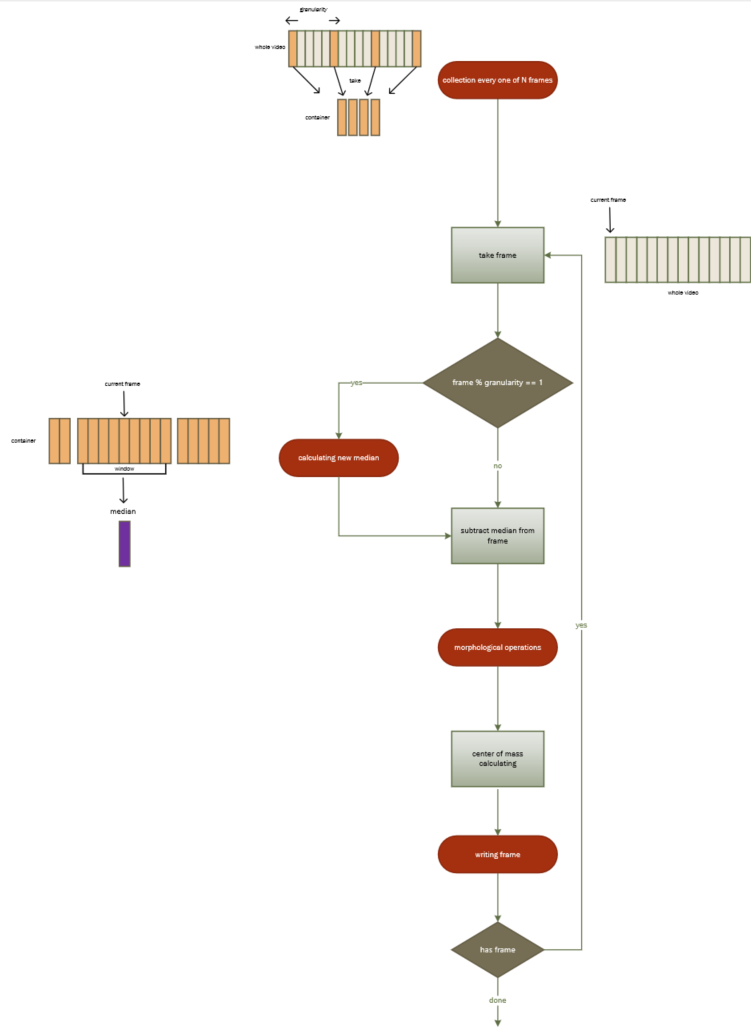 granularity
whole video
take
container
collection every one of N frames
current frame
take frame
whole video
frame % granularity == 1
yes
current frame
container
window
median
calculating new median
no
subtract median from
frame
yes
morphological operations
center of mass
calculating
writing frame
has frame
done